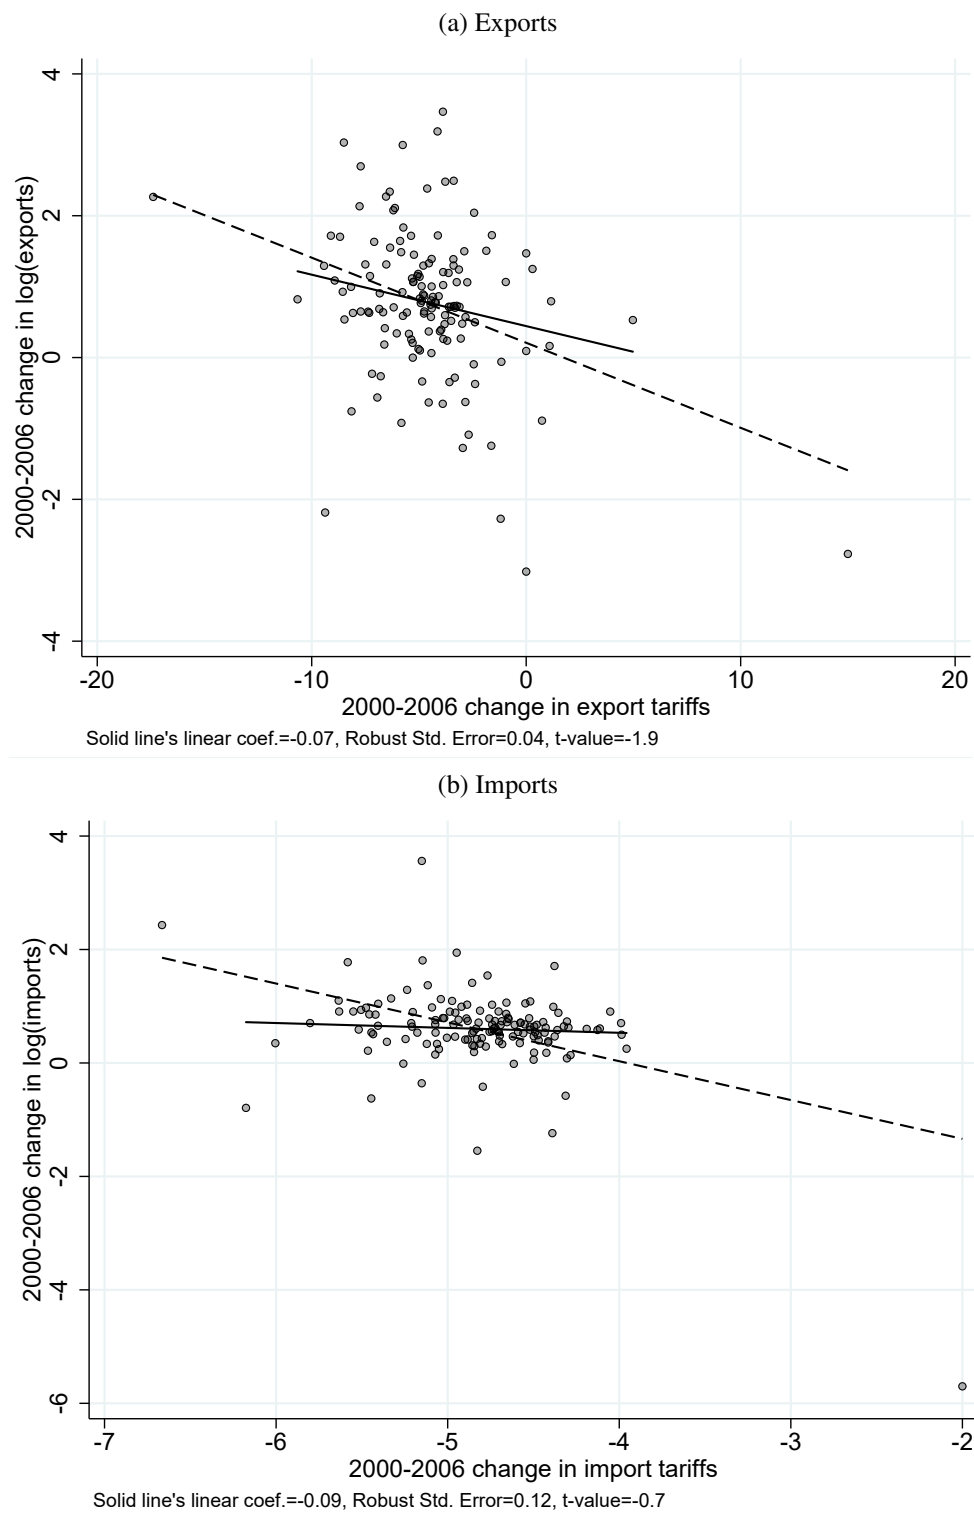 (a) Exports
4
2
0
-2
-4
2000-2006 change in log(exports)
-20 -10 0 10 20
2000-2006 change in export tariffs
Solid line's linear coef.=-0.07, Robust Std. Error=0.04, t-value=-1.9
(b) Imports
4
2
0
-2
-4
-6
2000-2006 change in log(imports)
-7 -6 -5 -4 -3 -2
2000-2006 change in import tariffs
Solid line's linear coef.=-0.09, Robust Std. Error=0.12, t-value=-0.7